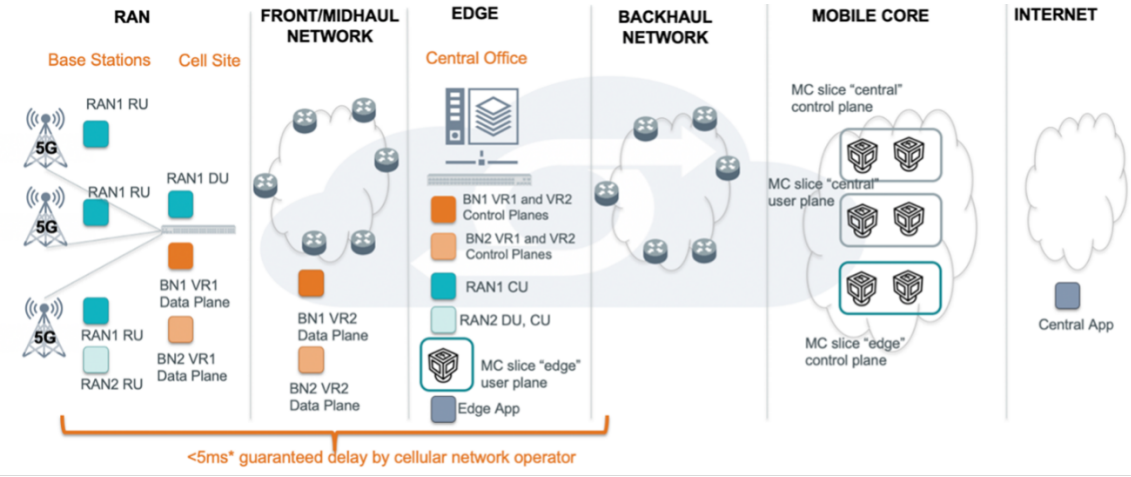 RAN
FRONT/MIDHAUL
NETWORK
EDGE
BACKHAUL
NETWORK
MOBILE CORE
INTERNET
Base Stations
Cell Site
Central Office
RAN1 RU
5G
RAN1 RU
5G
RAN1 DU
BN1 VR1
Data Plane
5G
RAN1 RU
RAN2 RU
BN2 VR1
Data Plane
BN1 VR2
Data Plane
BN2 VR2
Data Plane
BN1 VR1 and VR2
Control Planes
BN2 VR1 and VR2
Control Planes
RAN1 CU
RAN2 DU, CU
MC slice “edge”
user plane
Edge App
MC slice “central”
control plane
MC slice “central”
user plane
MC slice “edge”
control plane
Central App
<5ms* guaranteed delay by cellular network operator